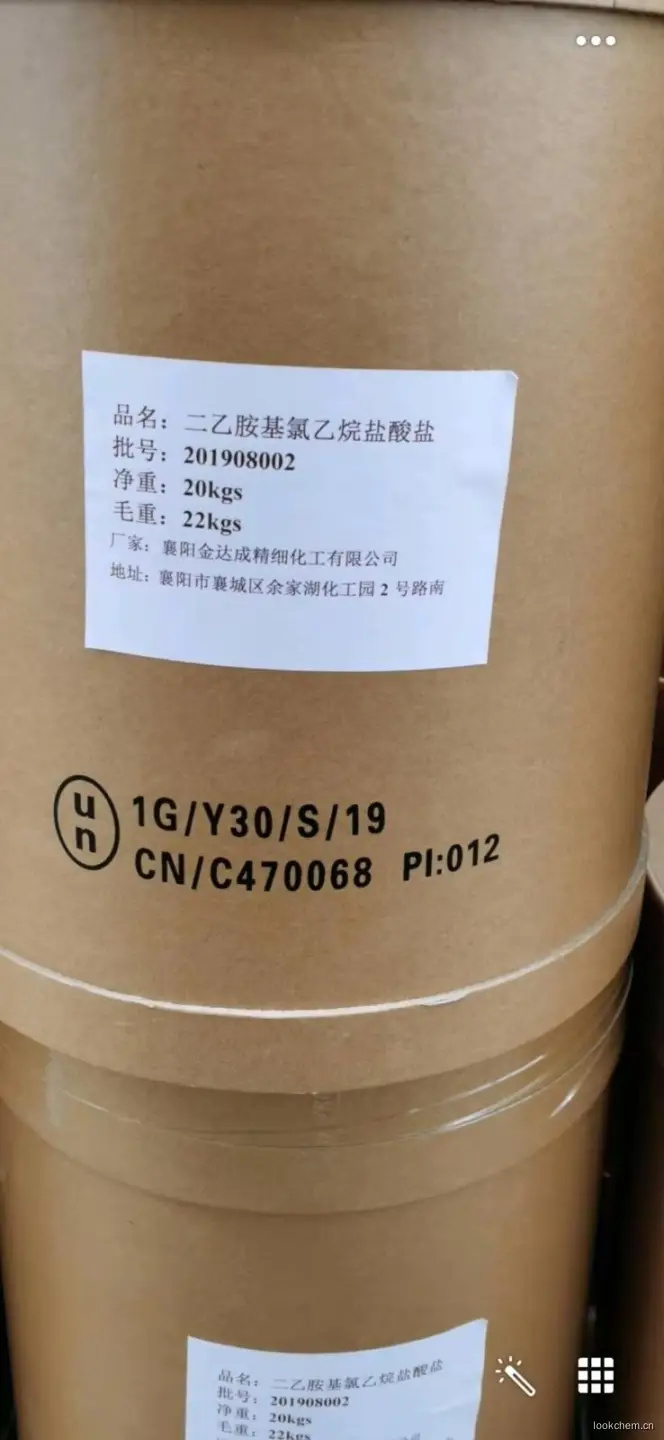 品名：二乙胺基氯乙烷盐酸盐
批号：201908002
净重：20kgs
毛重：22kgs
厂家：襄阳金达成精细化工有限公司
地址：襄阳市襄城区余家湖化工园 2 号路南
un
1G/Y30/S/19
CN/C470068 PI:012
品名：二乙胺基氯乙烷盐酸盐
批号：201908002
净重：20kgs
毛重：22kgs
lookchem.cn